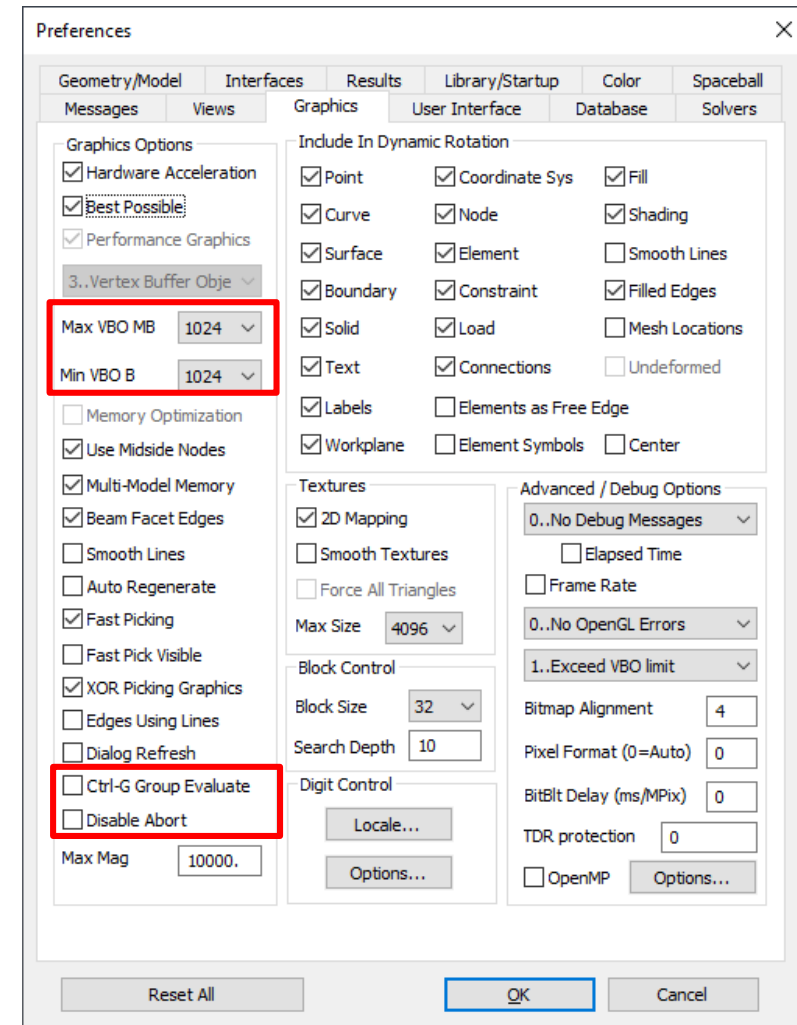 Preferences
Geometry/Model Interfaces Results Library/Startup Color Spaceball
Messages Views Graphics User Interface Database Solvers
Graphics Options
Hardware Acceleration
Best Possible
Performance Graphics
3..Vertex Buffer Obje
Max VBO MB 1024
Min VBO B 1024
Memory Optimization
Use Midside Nodes
Multi-Model Memory
Beam Facet Edges
Smooth Lines
Auto Regenerate
Fast Picking
Fast Pick Visible
XOR Picking Graphics
Edges Using Lines
Dialog Refresh
Ctrl-G Group Evaluate
Disable Abort
Max Mag 10000.
Include In Dynamic Rotation
Point Coordinate Sys Fill
Curve Node Shading
Surface Element Smooth Lines
Boundary Constraint Filled Edges
Solid Load Mesh Locations
Text Connections Undeformed
Labels Elements as Free Edge
Workplane Element Symbols Center
Textures
2D Mapping
Smooth Textures
Force All Triangles
Max Size 4096
Block Control
Block Size 32
Search Depth 10
Digit Control
Locale...
Options...
Advanced / Debug Options
0..No Debug Messages
Elapsed Time
Frame Rate
0..No OpenGL Errors
1..Exceed VBO limit
Bitmap Alignment 4
Pixel Format (0=Auto) 0
BitBlt Delay (ms/MPix) 0
TDR protection 0
OpenMP Options...
Reset All OK Cancel